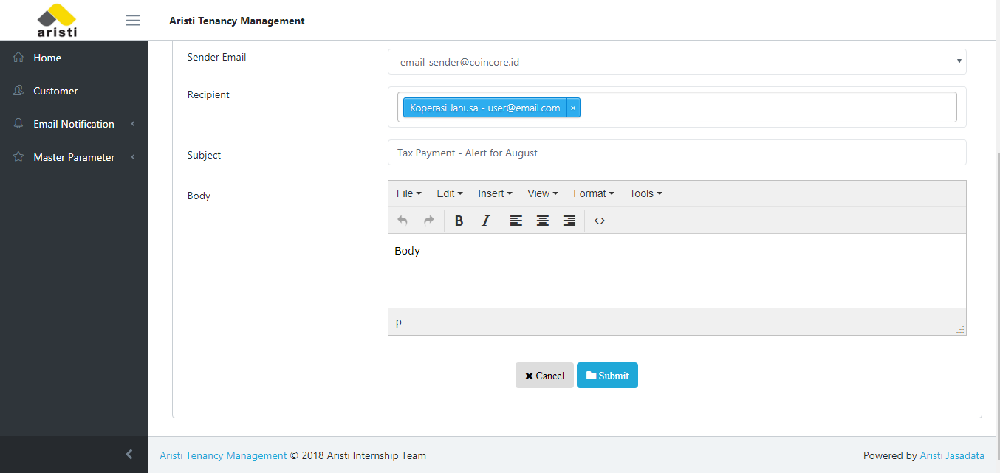 aristi
Aristi Tenancy Management
Home
Customer
Email Notification
Master Parameter
Sender Email
email-sender@coincore.id
Recipient
Koperasi Janusa - user@email.com ×
Subject
Tax Payment - Alert for August
Body
File Edit Insert View Format Tools
B I <>
Body
p
Cancel Submit
Aristi Tenancy Management © 2018 Aristi Internship Team
Powered by Aristi Jasadata